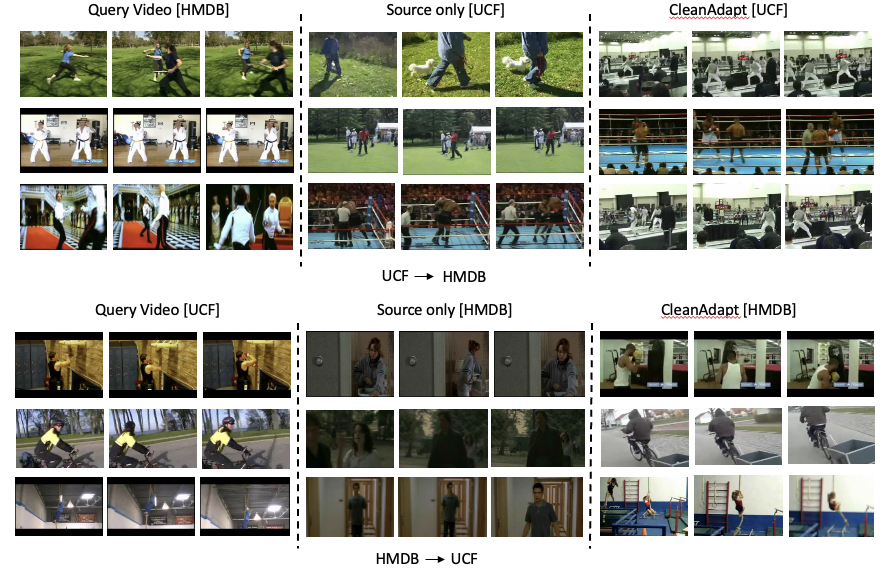 Query Video [HMDB]
Source only [UCF]
CleanAdapt [UCF]
UCF → HMDB
Query Video [UCF]
Source only [HMDB]
CleanAdapt [HMDB]
HMDB → UCF